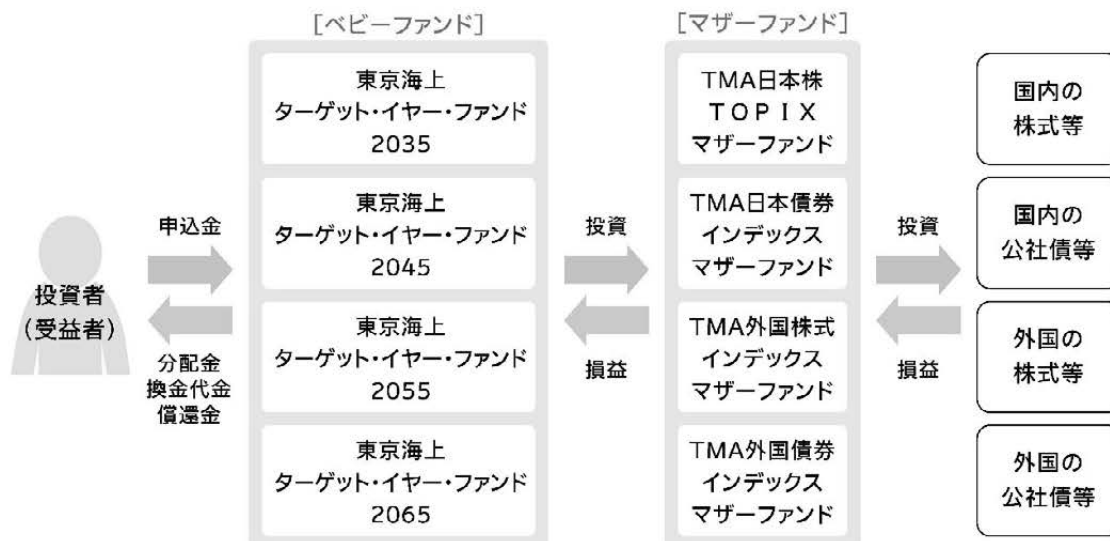 [ベビーファンド]
[マザーファンド]
投資者
(受益者)
申込金
分配金
換金代金
償還金
東京海上
ターゲット・イヤー・ファンド
2035
東京海上
ターゲット・イヤー・ファンド
2045
東京海上
ターゲット・イヤー・ファンド
2055
東京海上
ターゲット・イヤー・ファンド
2065
投資
損益
TMA日本株
TOPIX
マザーファンド
TMA日本債券
インデックス
マザーファンド
TMA外国株式
インデックス
マザーファンド
TMA外国債券
インデックス
マザーファンド
投資
損益
国内の
株式等
国内の
公社債等
外国の
株式等
外国の
公社債等